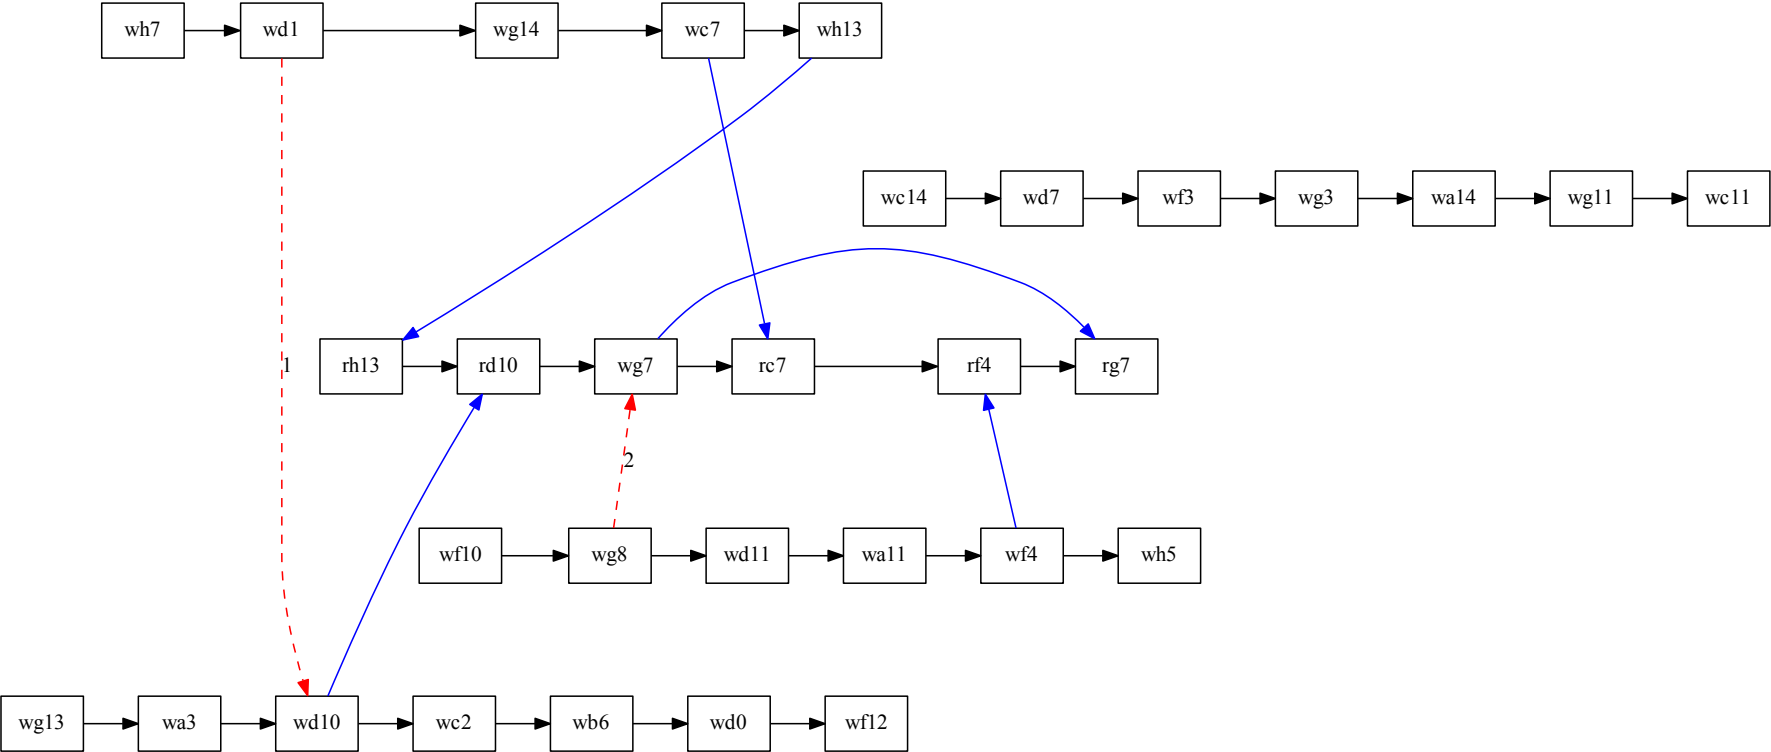 wh7 wd1 wg14 wc7 wh13
wc14 wd7 wf3 wg3 wa14 wg11 wc11
1 rh13 rd10 wg7 rc7 rf4 rg7
2
wf10 wg8 wd11 wa11 wf4 wh5
wg13 wa3 wd10 wc2 wb6 wd0 wf12